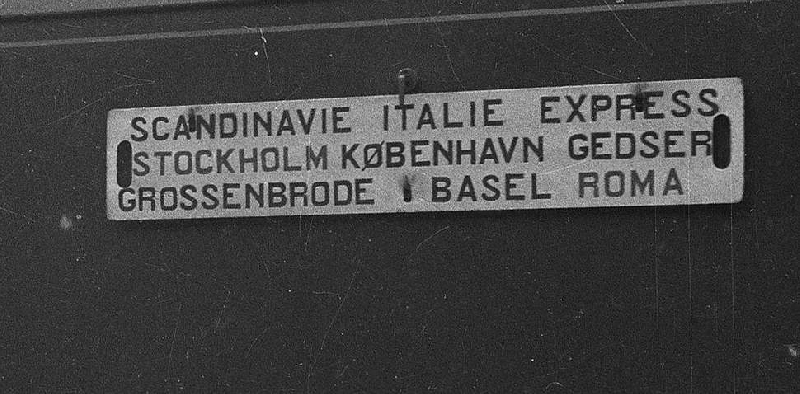 SCANDINAVIE ITALIE EXPRESS
STOCKHOLM KØBENHAVN GEDSER
GROSSENBRODE BASEL ROMA